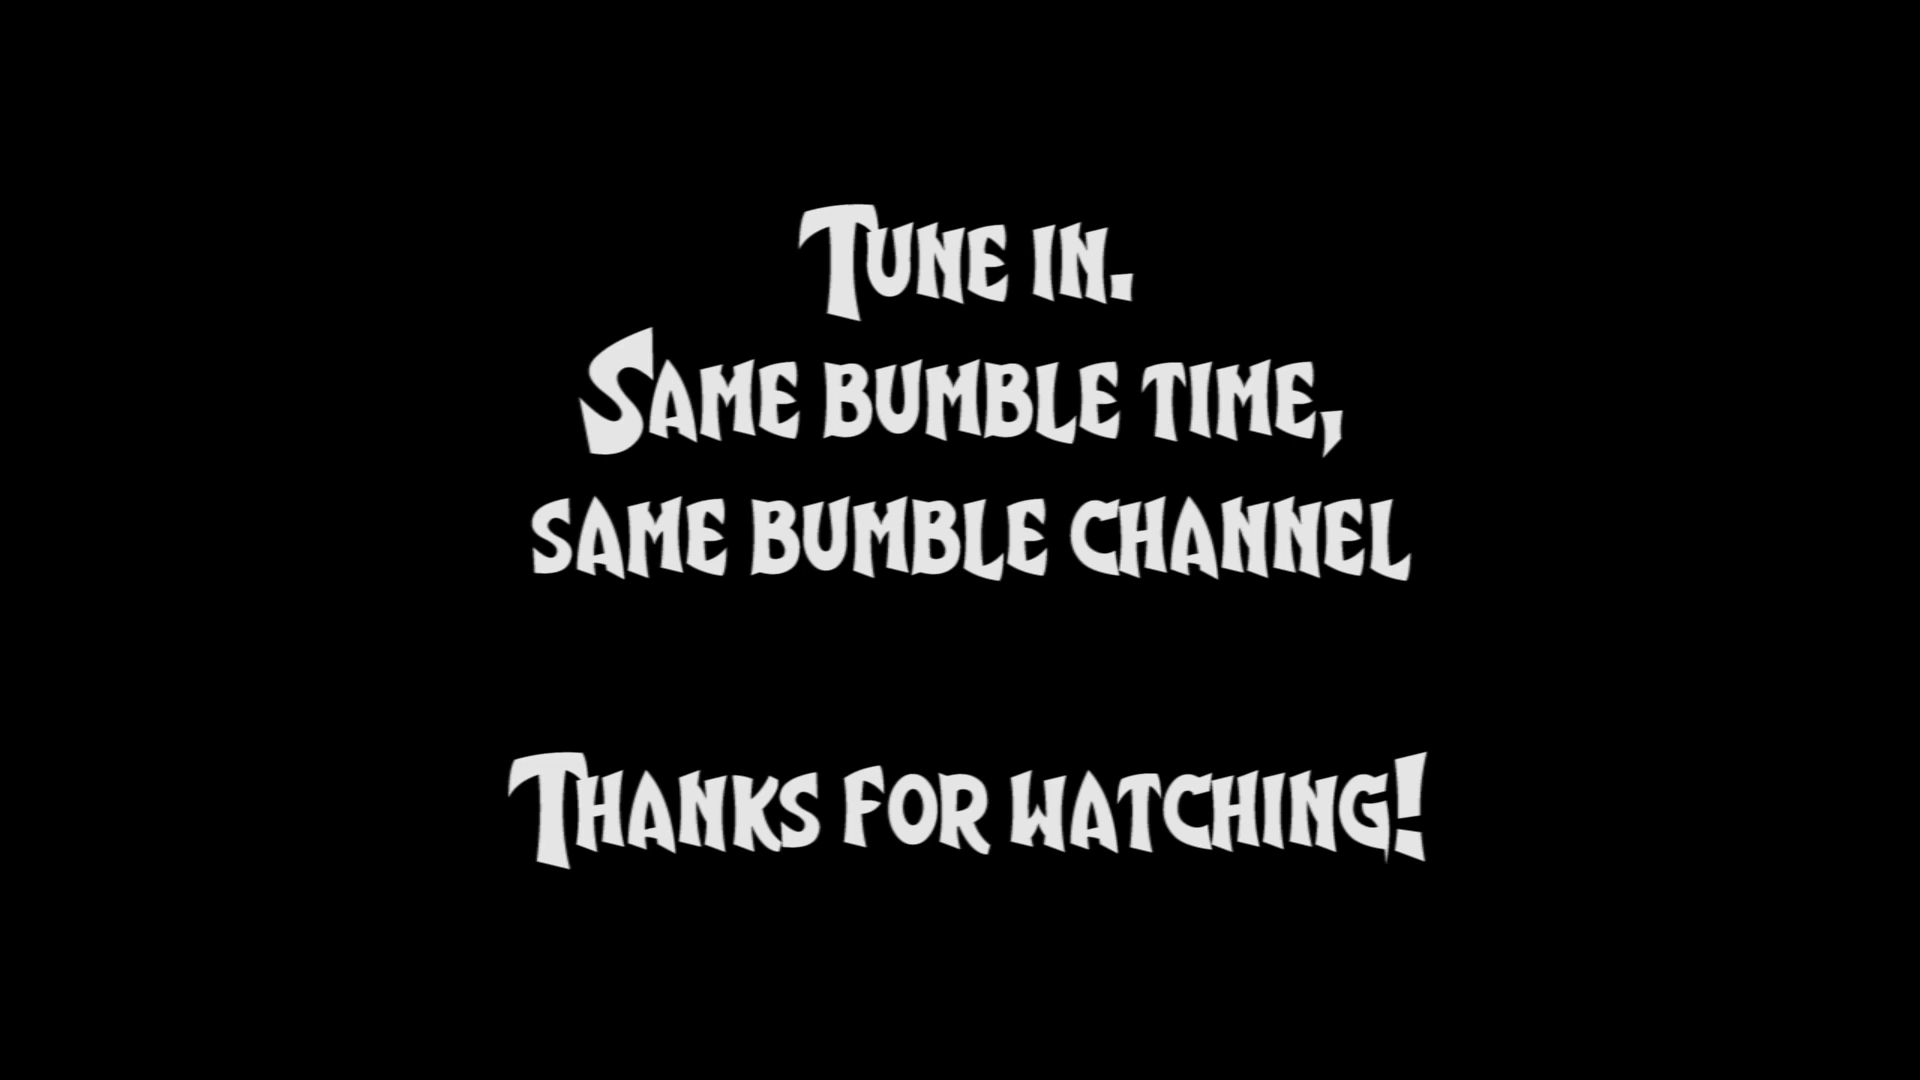 Tune in.
Same bumble time,
same bumble channel
Thanks for watching!